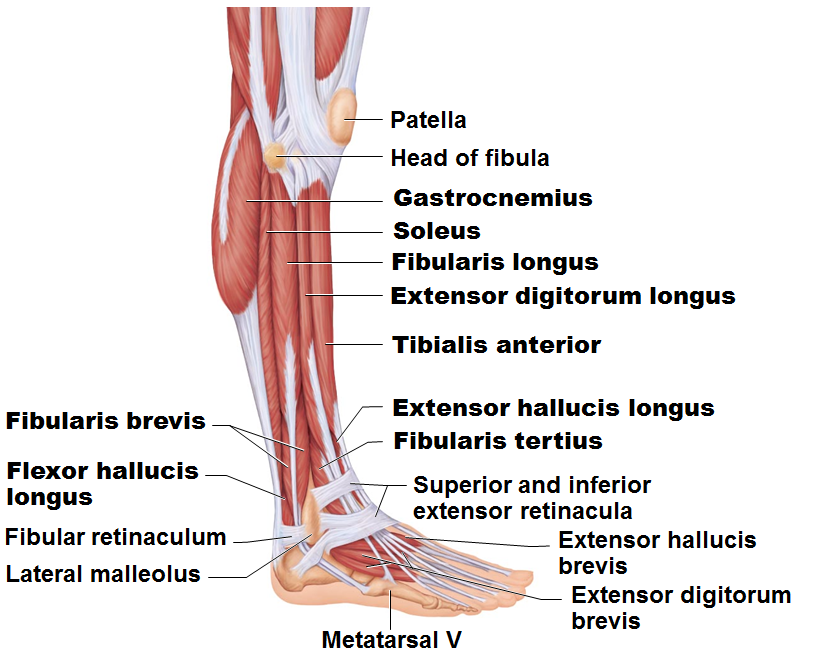 Patella
Head of fibula
Gastrocnemius
Soleus
Fibularis longus
Extensor digitorum longus
Tibialis anterior
Extensor hallucis longus
Fibularis brevis
Fibularis tertius
Flexor hallucis
longus
Superior and inferior
extensor retinacula
Fibular retinaculum
Extensor hallucis
brevis
Lateral malleolus
Extensor digitorum
brevis
Metatarsal V